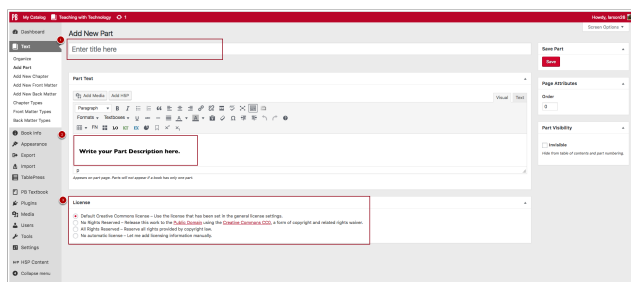 My Catalog Teaching with Technology 1 Howdy,
Screen Options
Dashboard
Text
Organize
Add Part
Add New Chapter
Add New Front Matter
Add New Back Matter
Chapter Types
Front Matter Types
Back Matter Types
Book Info
Appearance
Export
Import
TablePress
PB Textbook
Plugins
Media
Users
Tools
Settings
H5P Content
Collapse menu
Add New Part
1
Enter title here
Part Text
Add Media Add H5P
Visual Text
Paragraph B I
Formats Textboxes U
FN LO
2
Write your Part Description here.
p
Appears on part page. Parts will not appear if a book has only one part.
3
License
Default Creative Commons license – Use the license that has been set in the general license settings.
No Rights Reserved – Release this work to the Public Domain using the Creative Commons CC0, a form of copyright and related rights waiver.
All Rights Reserved – Reserve all rights provided by copyright law.
No automatic license – Let me add licensing information manually.
Save Part
Save
Page Attributes
Order
0
Part Visibility
Invisible
Hide from table of contents and part numbering.